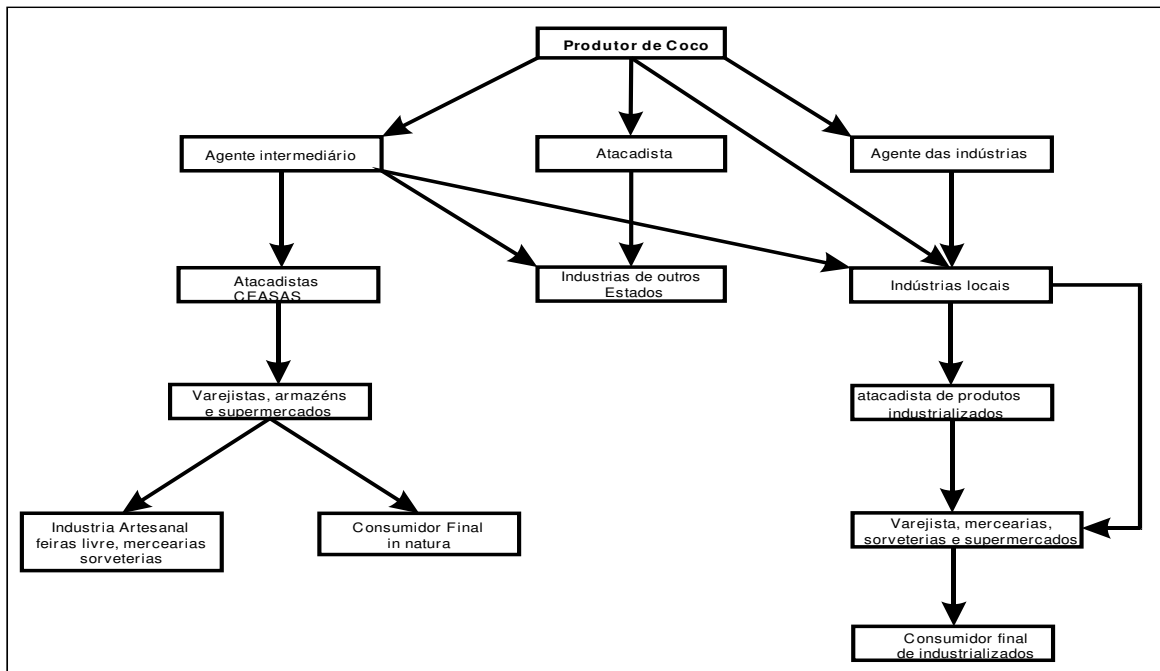 Produtor de Coco
Agente intermediário
Atacadista
Agente das indústrias
Atacadistas
CEASAS
Industrias de outros
Estados
Indústrias locais
Varejistas, armazéns
e supermercados
atacadista de produtos
industrializados
Industria Artesanal
feiras livre, mercearias
sorveterias
Consumidor Final
in natura
Varejista, mercearias,
sorveterias e supermercados
Consumidor final
de industrializados